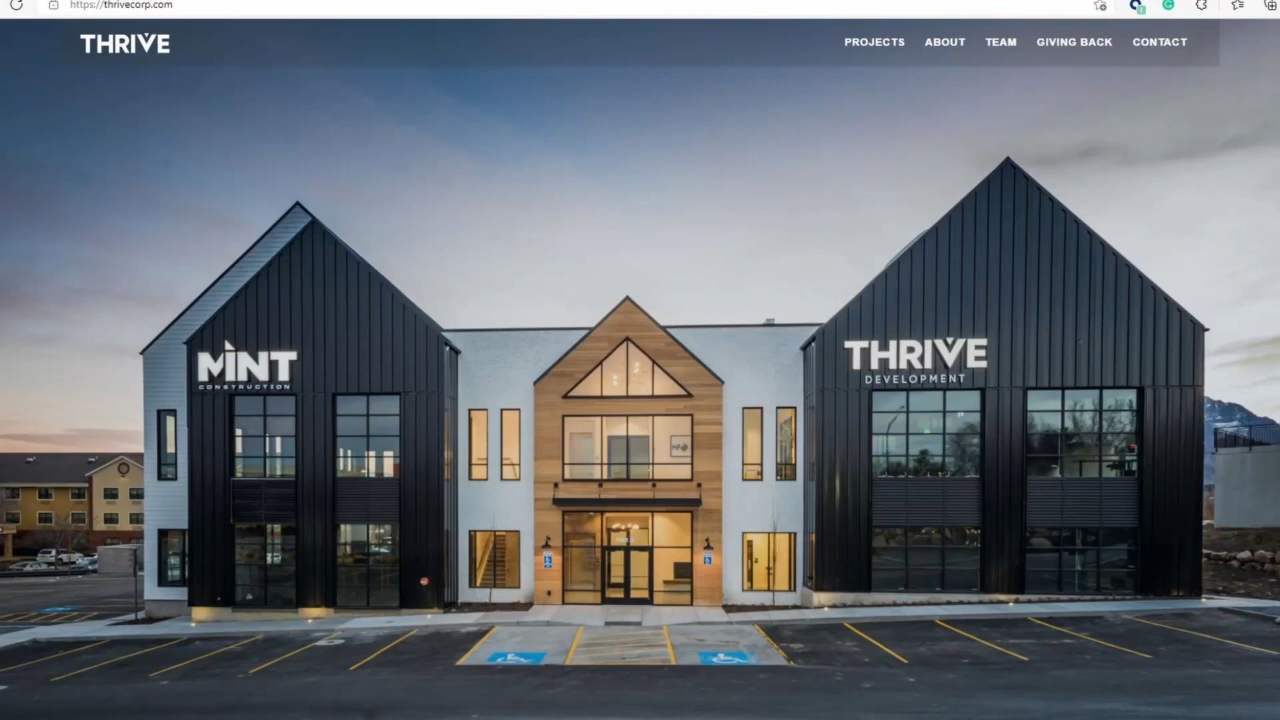 https://thrivecorp.com
THRIVE
PROJECTS ABOUT TEAM GIVING BACK CONTACT
MINT
CONSTRUCTION
THRIVE
DEVELOPMENT